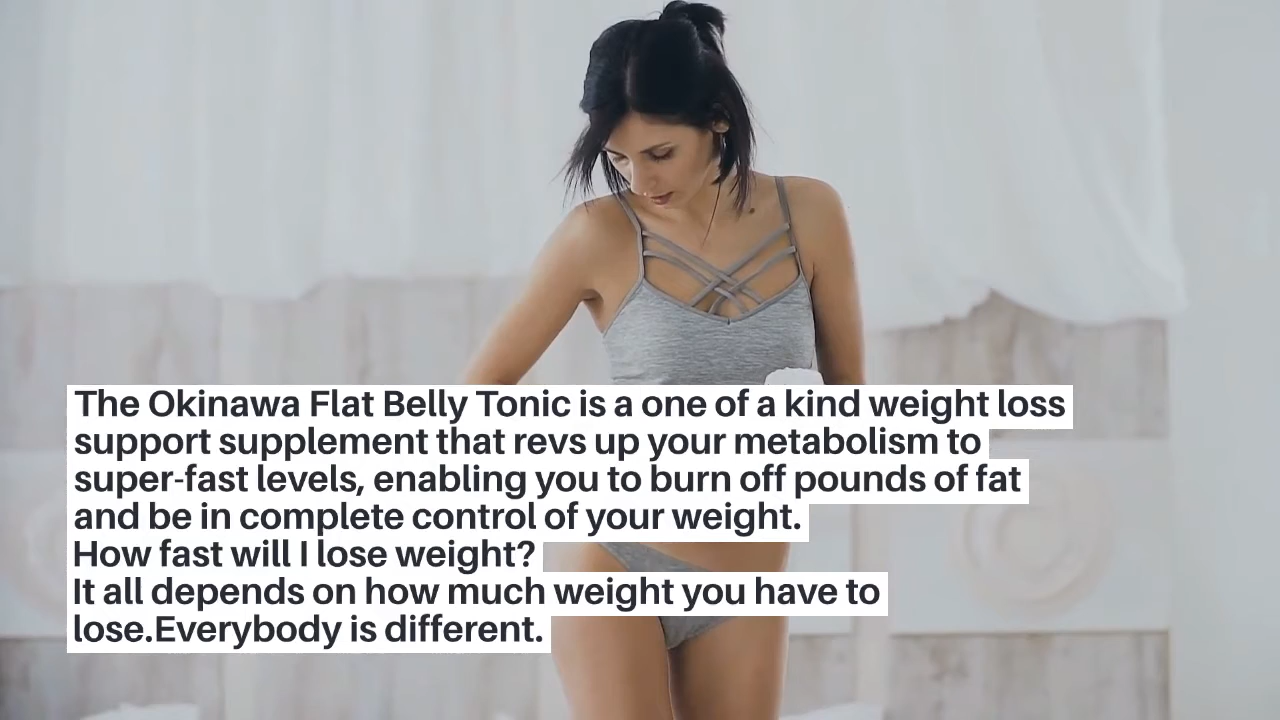 The Okinawa Flat Belly Tonic is a one of a kind weight loss
support supplement that revs up your metabolism to
super-fast levels, enabling you to burn off pounds of fat
and be in complete control of your weight.
How fast will I lose weight?
It all depends on how much weight you have to
lose.Everybody is different.